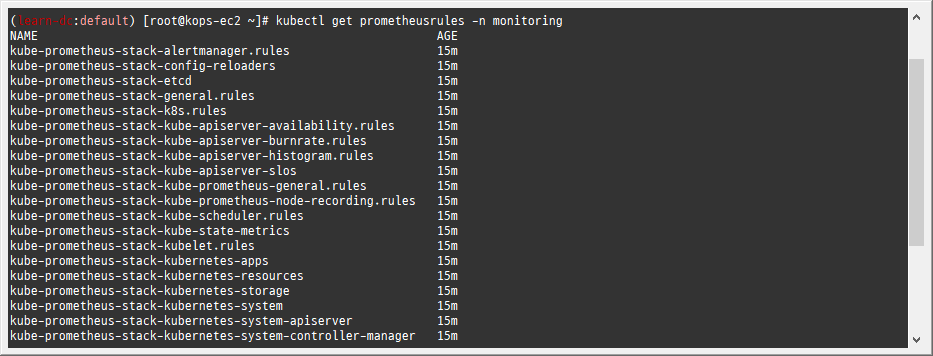 (learn-dc:default) [root@kops-ec2 ~]# kubectl get prometheusrules -n monitoring
NAME AGE
kube-prometheus-stack-alertmanager.rules 15m
kube-prometheus-stack-config-reloaders 15m
kube-prometheus-stack-etcd 15m
kube-prometheus-stack-general.rules 15m
kube-prometheus-stack-k8s.rules 15m
kube-prometheus-stack-kube-apiserver-availability.rules 15m
kube-prometheus-stack-kube-apiserver-burnrate.rules 15m
kube-prometheus-stack-kube-apiserver-histogram.rules 15m
kube-prometheus-stack-kube-apiserver-slos 15m
kube-prometheus-stack-kube-prometheus-general.rules 15m
kube-prometheus-stack-kube-prometheus-node-recording.rules 15m
kube-prometheus-stack-kube-scheduler.rules 15m
kube-prometheus-stack-kube-state-metrics 15m
kube-prometheus-stack-kubelet.rules 15m
kube-prometheus-stack-kubernetes-apps 15m
kube-prometheus-stack-kubernetes-resources 15m
kube-prometheus-stack-kubernetes-storage 15m
kube-prometheus-stack-kubernetes-system 15m
kube-prometheus-stack-kubernetes-system-apiserver 15m
kube-prometheus-stack-kubernetes-system-controller-manager 15m